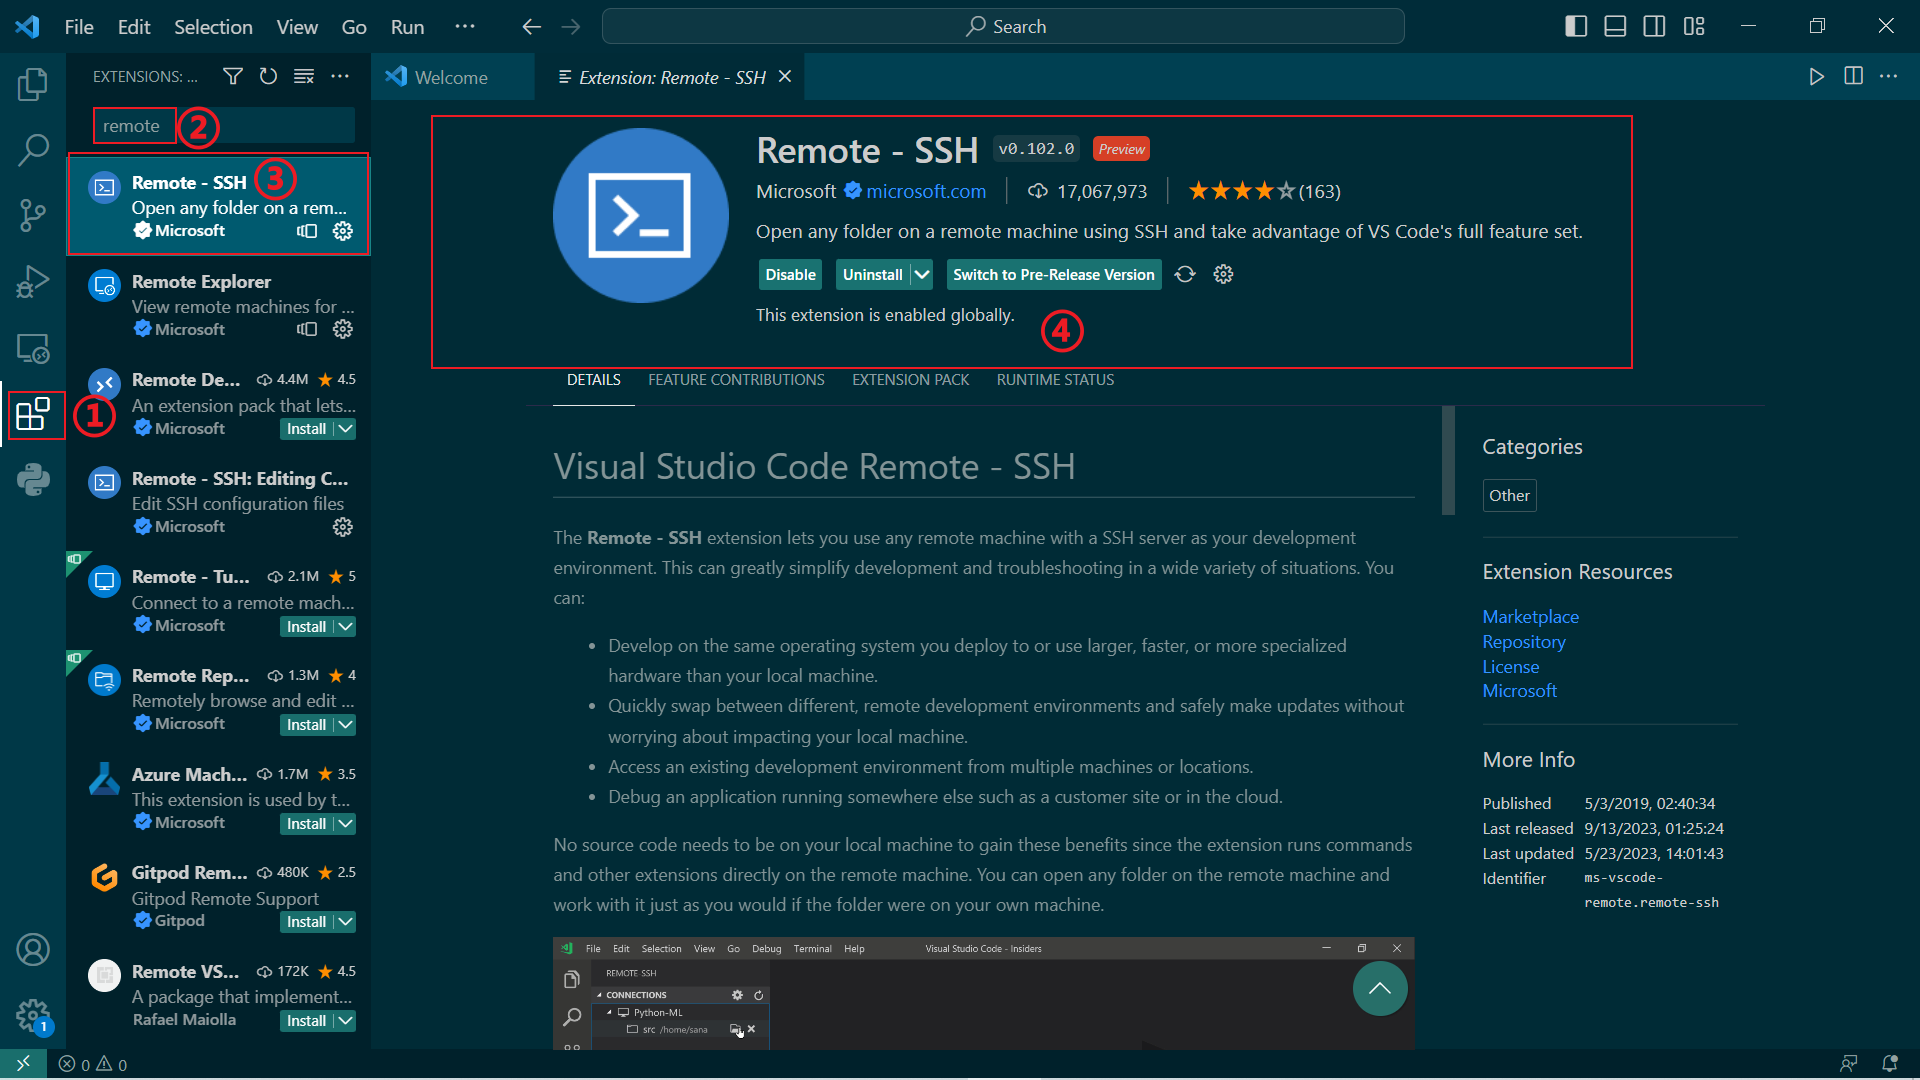 File Edit Selection View Go Run ···
Search
EXTENSIONS: ...
Welcome
Extension: Remote - SSH
remote ②
Remote - SSH ③
Open any folder on a rem...
Microsoft
Remote Explorer
View remote machines for ...
Microsoft
Remote De... 4.4M ★ 4.5
An extension pack that lets...
Microsoft Install
①
Remote - SSH: Editing C...
Edit SSH configuration files
Microsoft
Remote - Tu... 2.1M ★ 5
Connect to a remote mach...
Microsoft Install
Remote Rep... 1.3M ★ 4
Remotely browse and edit ...
Microsoft Install
Azure Mach... 1.7M ★ 3.5
This extension is used by t...
Microsoft Install
Gitpod Rem... 480K ★ 2.5
Gitpod Remote Support
Gitpod Install
Remote VS... 172K ★ 4.5
A package that implement...
Rafael Maiolla Install
1
0 0
Remote - SSH v0.102.0 Preview
Microsoft microsoft.com 17,067,973 ★★★★☆(163)
Open any folder on a remote machine using SSH and take advantage of VS Code's full feature set.
Disable Uninstall Switch to Pre-Release Version
This extension is enabled globally.
④
DETAILS FEATURE CONTRIBUTIONS EXTENSION PACK RUNTIME STATUS
Visual Studio Code Remote - SSH
The Remote - SSH extension lets you use any remote machine with a SSH server as your development
environment. This can greatly simplify development and troubleshooting in a wide variety of situations. You
can:
• Develop on the same operating system you deploy to or use larger, faster, or more specialized
hardware than your local machine.
• Quickly swap between different, remote development environments and safely make updates without
worrying about impacting your local machine.
• Access an existing development environment from multiple machines or locations.
• Debug an application running somewhere else such as a customer site or in the cloud.
No source code needs to be on your local machine to gain these benefits since the extension runs commands
and other extensions directly on the remote machine. You can open any folder on the remote machine and
work with it just as you would if the folder were on your own machine.
File Edit Selection View Go Debug Terminal Help Visual Studio Code - Insiders
REMOTE SSH
CONNECTIONS
Python-ML
src /home/sana
Categories
Other
Extension Resources
Marketplace
Repository
License
Microsoft
More Info
Published 5/3/2019, 02:40:34
Last released 9/13/2023, 01:25:24
Last updated 5/23/2023, 14:01:43
Identifier ms-vscode-
remote.remote-ssh